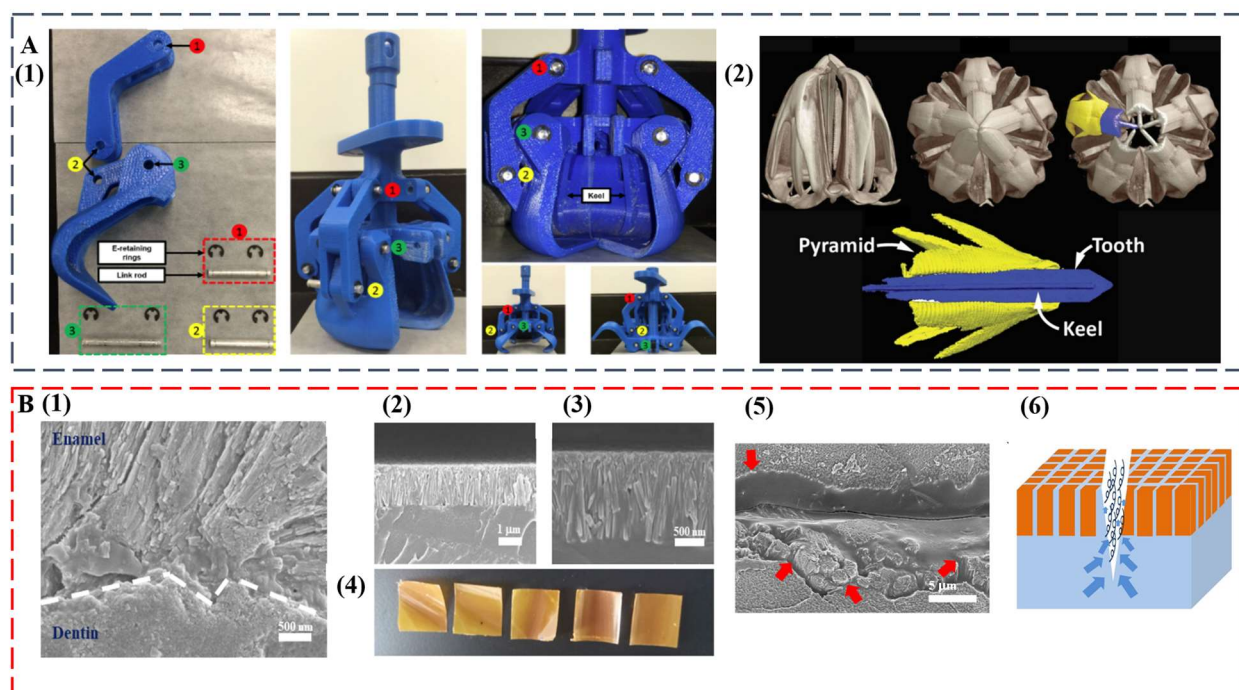 A
(1)
1
2
3
E-retaining
rings
Link rod
1
3
2
1
3
2
1
3
2
Keel
1
2
3
1
2
3
(2)
Pyramid
Tooth
Keel
B
(1)
Enamel
Dentin
500 nm
(2)
1 μm
(3)
500 nm
(4)
(5)
5 μm
(6)